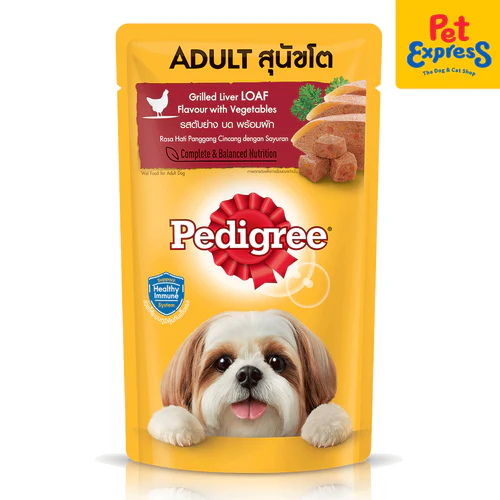 Pet
Express
The Dog & Cat Shop
ADULT สุนัขโต
Grilled Liver LOAF
Flavour with Vegetables
รสตับย่าง บด พร้อมผัก
Rasa Hati Panggang Cincang dengan Sayuran
Complete & Balanced Nutrition
Wet Food for Adult Dog
Pedigree
Healthy
Immune
System